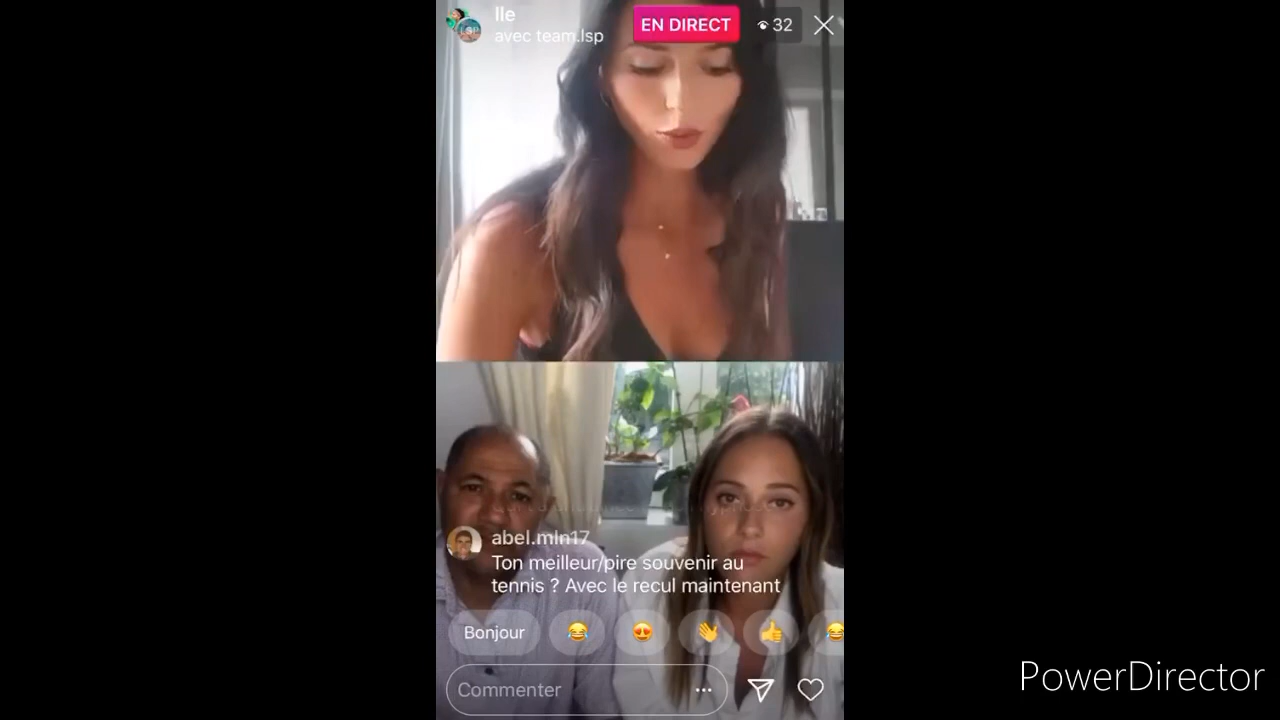 lle
EN DIRECT
32
avec team.lsp
abel.mln17
Ton meilleur/pire souvenir au
tennis ? Avec le recul maintenant
Bonjour
Commenter
PowerDirector